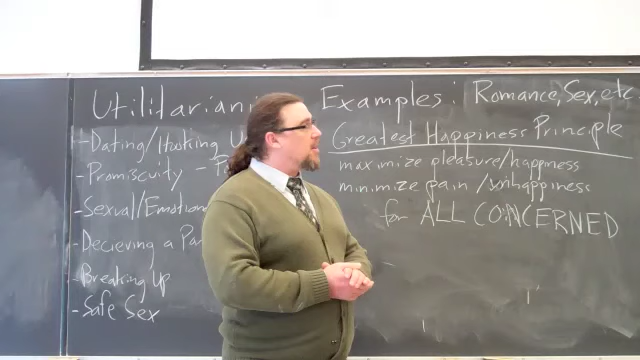 Utilitariani Examples: Romance, Sex, etc.
- Dating/Hooking U
- Promiscuity -
- Sexual/Emotion
- Decieving a Pa
- Breaking Up
- Safe Sex
Greatest Happiness Principle
maximize pleasure/happiness
minimize pain/unhappiness
for ALL CONCERNED